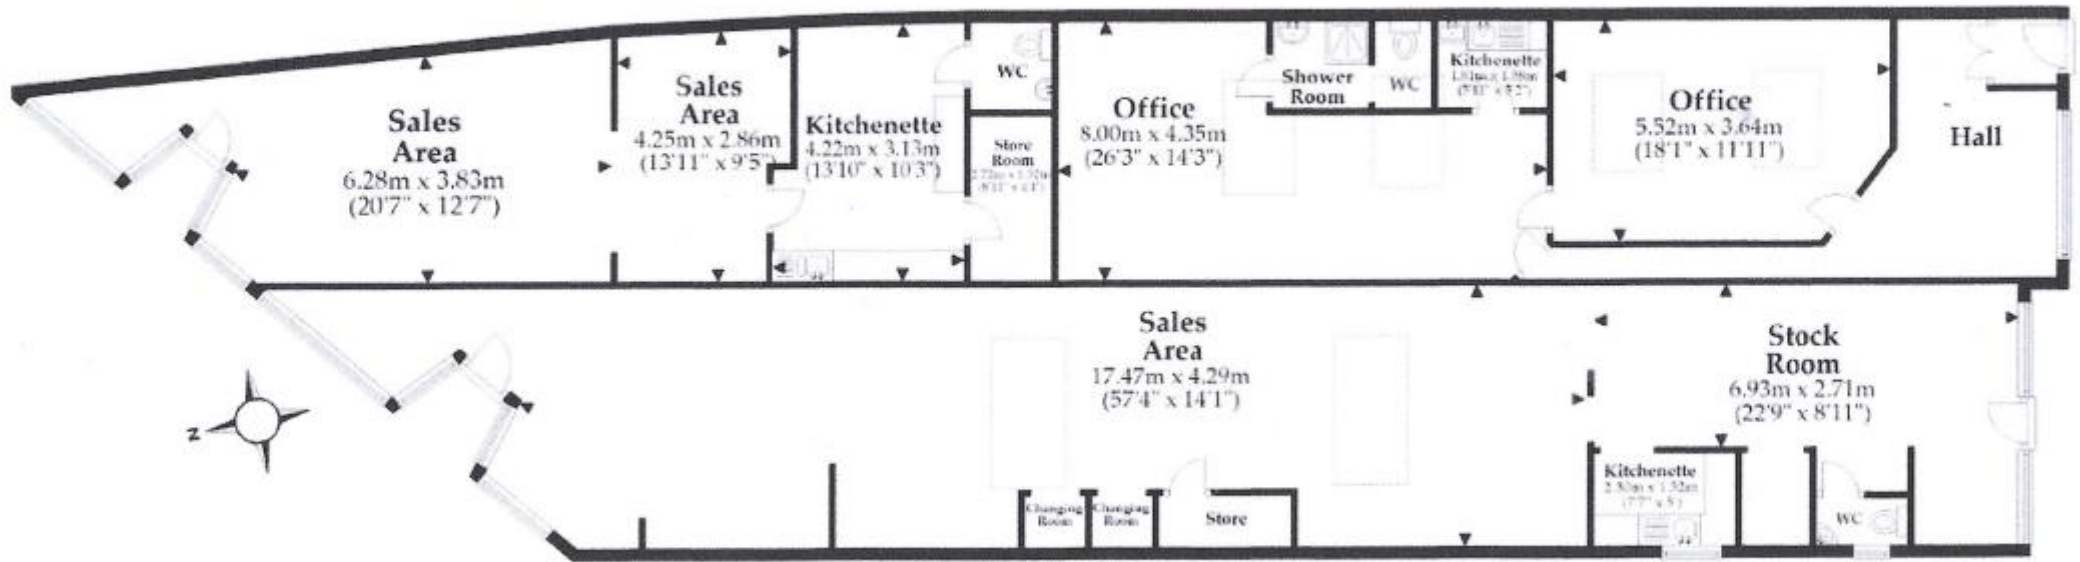 Sales
Area
6.28m x 3.83m
(20'7" x 12'7")
Sales
Area
4.25m x 2.86m
(13'11" x 9'5")
Kitchenette
4.22m x 3.13m
(13'10" x 10'3")
WC
Store
Room
Office
8.00m x 4.35m
(26'3" x 14'3")
Shower
Room
WC
Kitchenette
Office
5.52m x 3.64m
(18'1" x 11'11")
Hall
Sales
Area
17.47m x 4.29m
(57'4" x 14'1")
Stock
Room
6.93m x 2.71m
(22'9" x 8'11")
Changing
Room
Changing
Room
Store
Kitchenette
WC
N